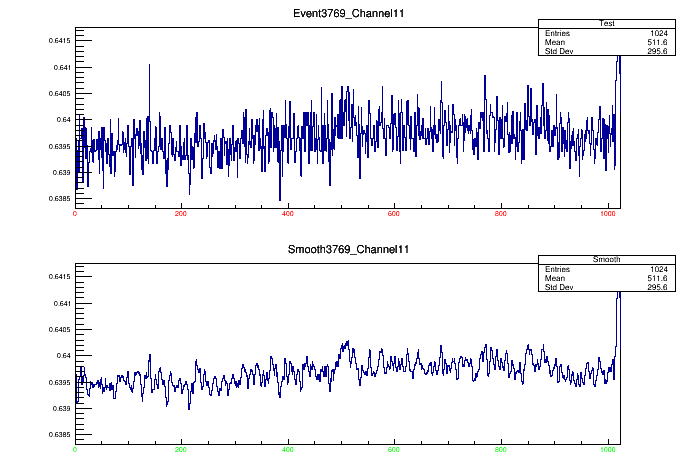 Event3769_Channel11
Test
Entries 1024
Mean 511.6
Std Dev 295.6
0.6415
0.641
0.6405
0.64
0.6395
0.639
0.6385
0 200 400 600 800 1000
Smooth3769_Channel11
Smooth
Entries 1024
Mean 511.6
Std Dev 295.6
0.6415
0.641
0.6405
0.64
0.6395
0.639
0.6385
0 200 400 600 800 1000